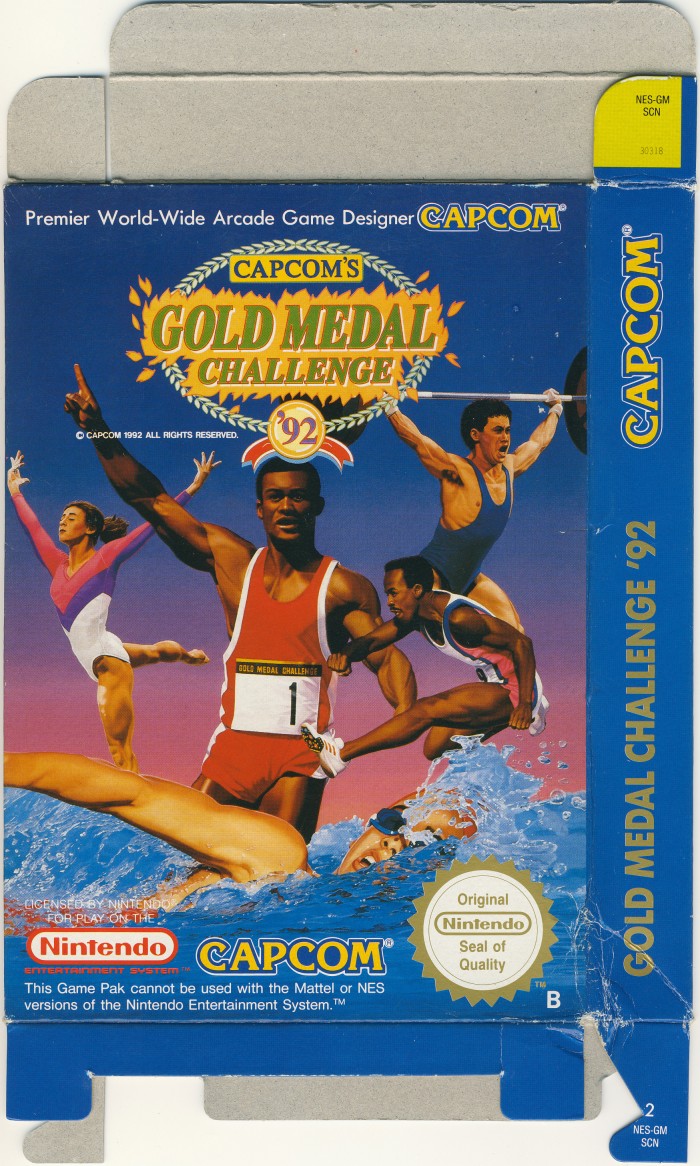 NES-GM
SCN
30318
Premier World-Wide Arcade Game Designer CAPCOM®
CAPCOM'S
GOLD MEDAL
CHALLENGE
'92
© CAPCOM 1992 ALL RIGHTS RESERVED.
GOLD MEDAL CHALLENGE
1
LICENSED BY NINTENDO®
FOR PLAY ON THE
Nintendo
ENTERTAINMENT SYSTEM™
CAPCOM®
This Game Pak cannot be used with the Mattel or NES
versions of the Nintendo Entertainment System.™
Original
Nintendo
Seal of
Quality
TM
B
CAPCOM®
GOLD MEDAL CHALLENGE '92
2
NES-GM
SCN